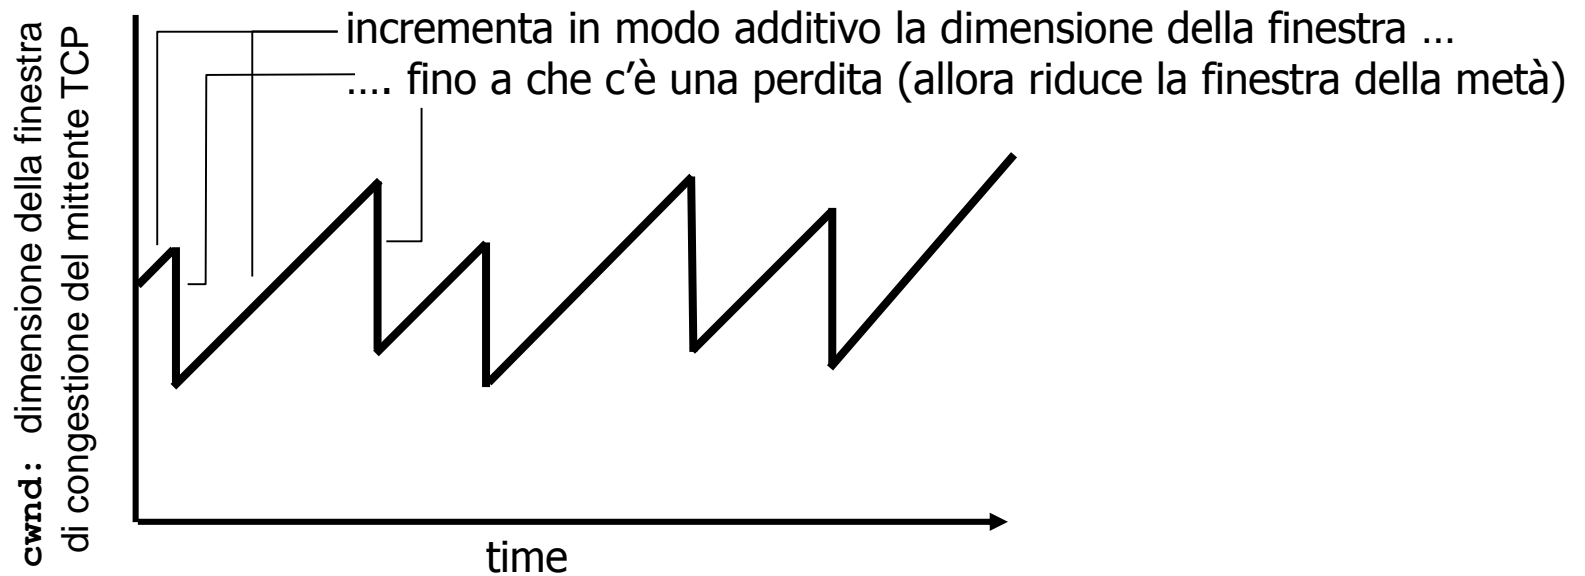 incrementa in modo additivo la dimensione della finestra …
…. fino a che c’è una perdita (allora riduce la finestra della metà)
cwnd: dimensione della finestra
di congestione del mittente TCP
time